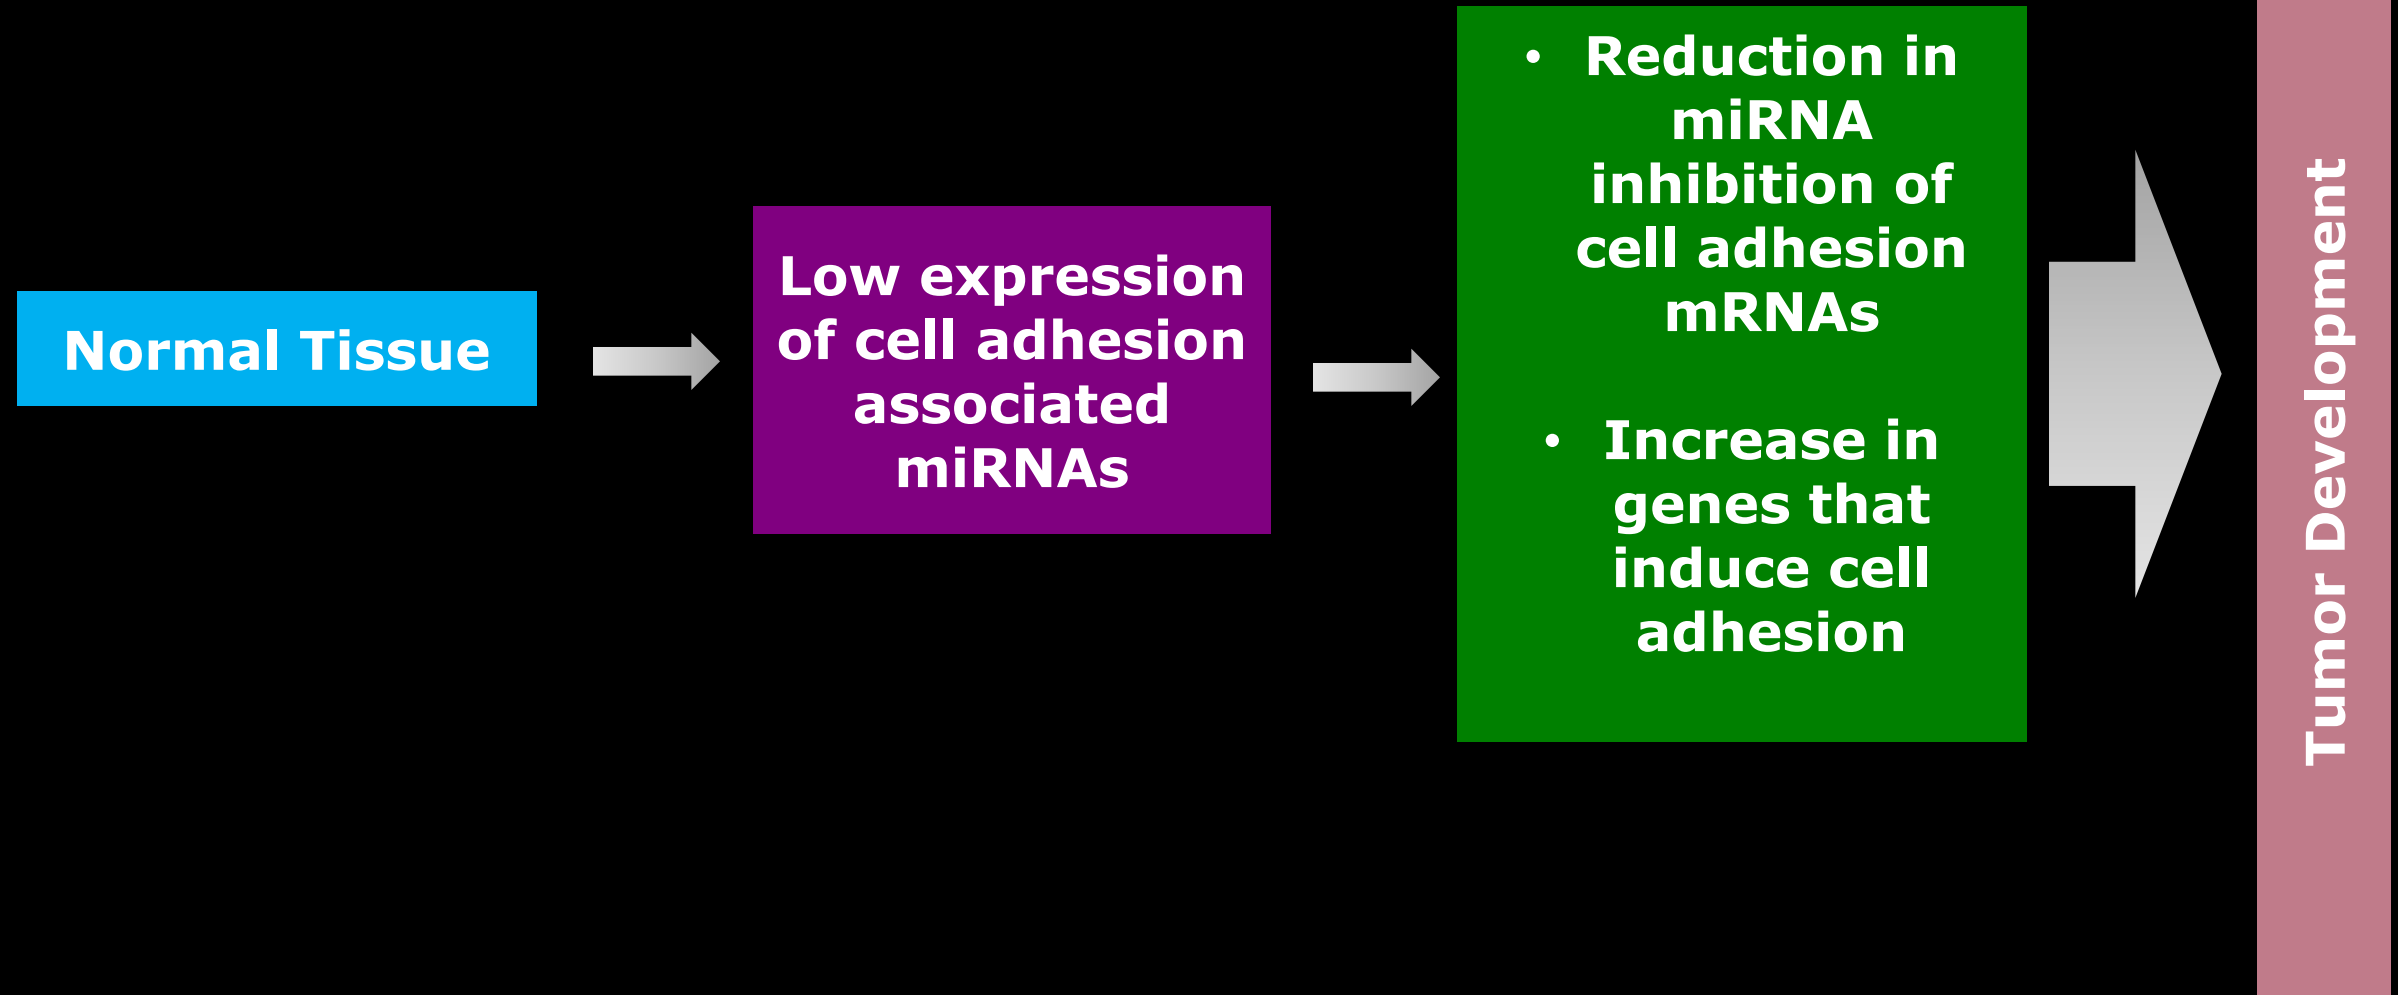 Normal Tissue
Low expression
of cell adhesion
associated
miRNAs
• Reduction in
miRNA
inhibition of
cell adhesion
mRNAs
• Increase in
genes that
induce cell
adhesion
Tumor Development